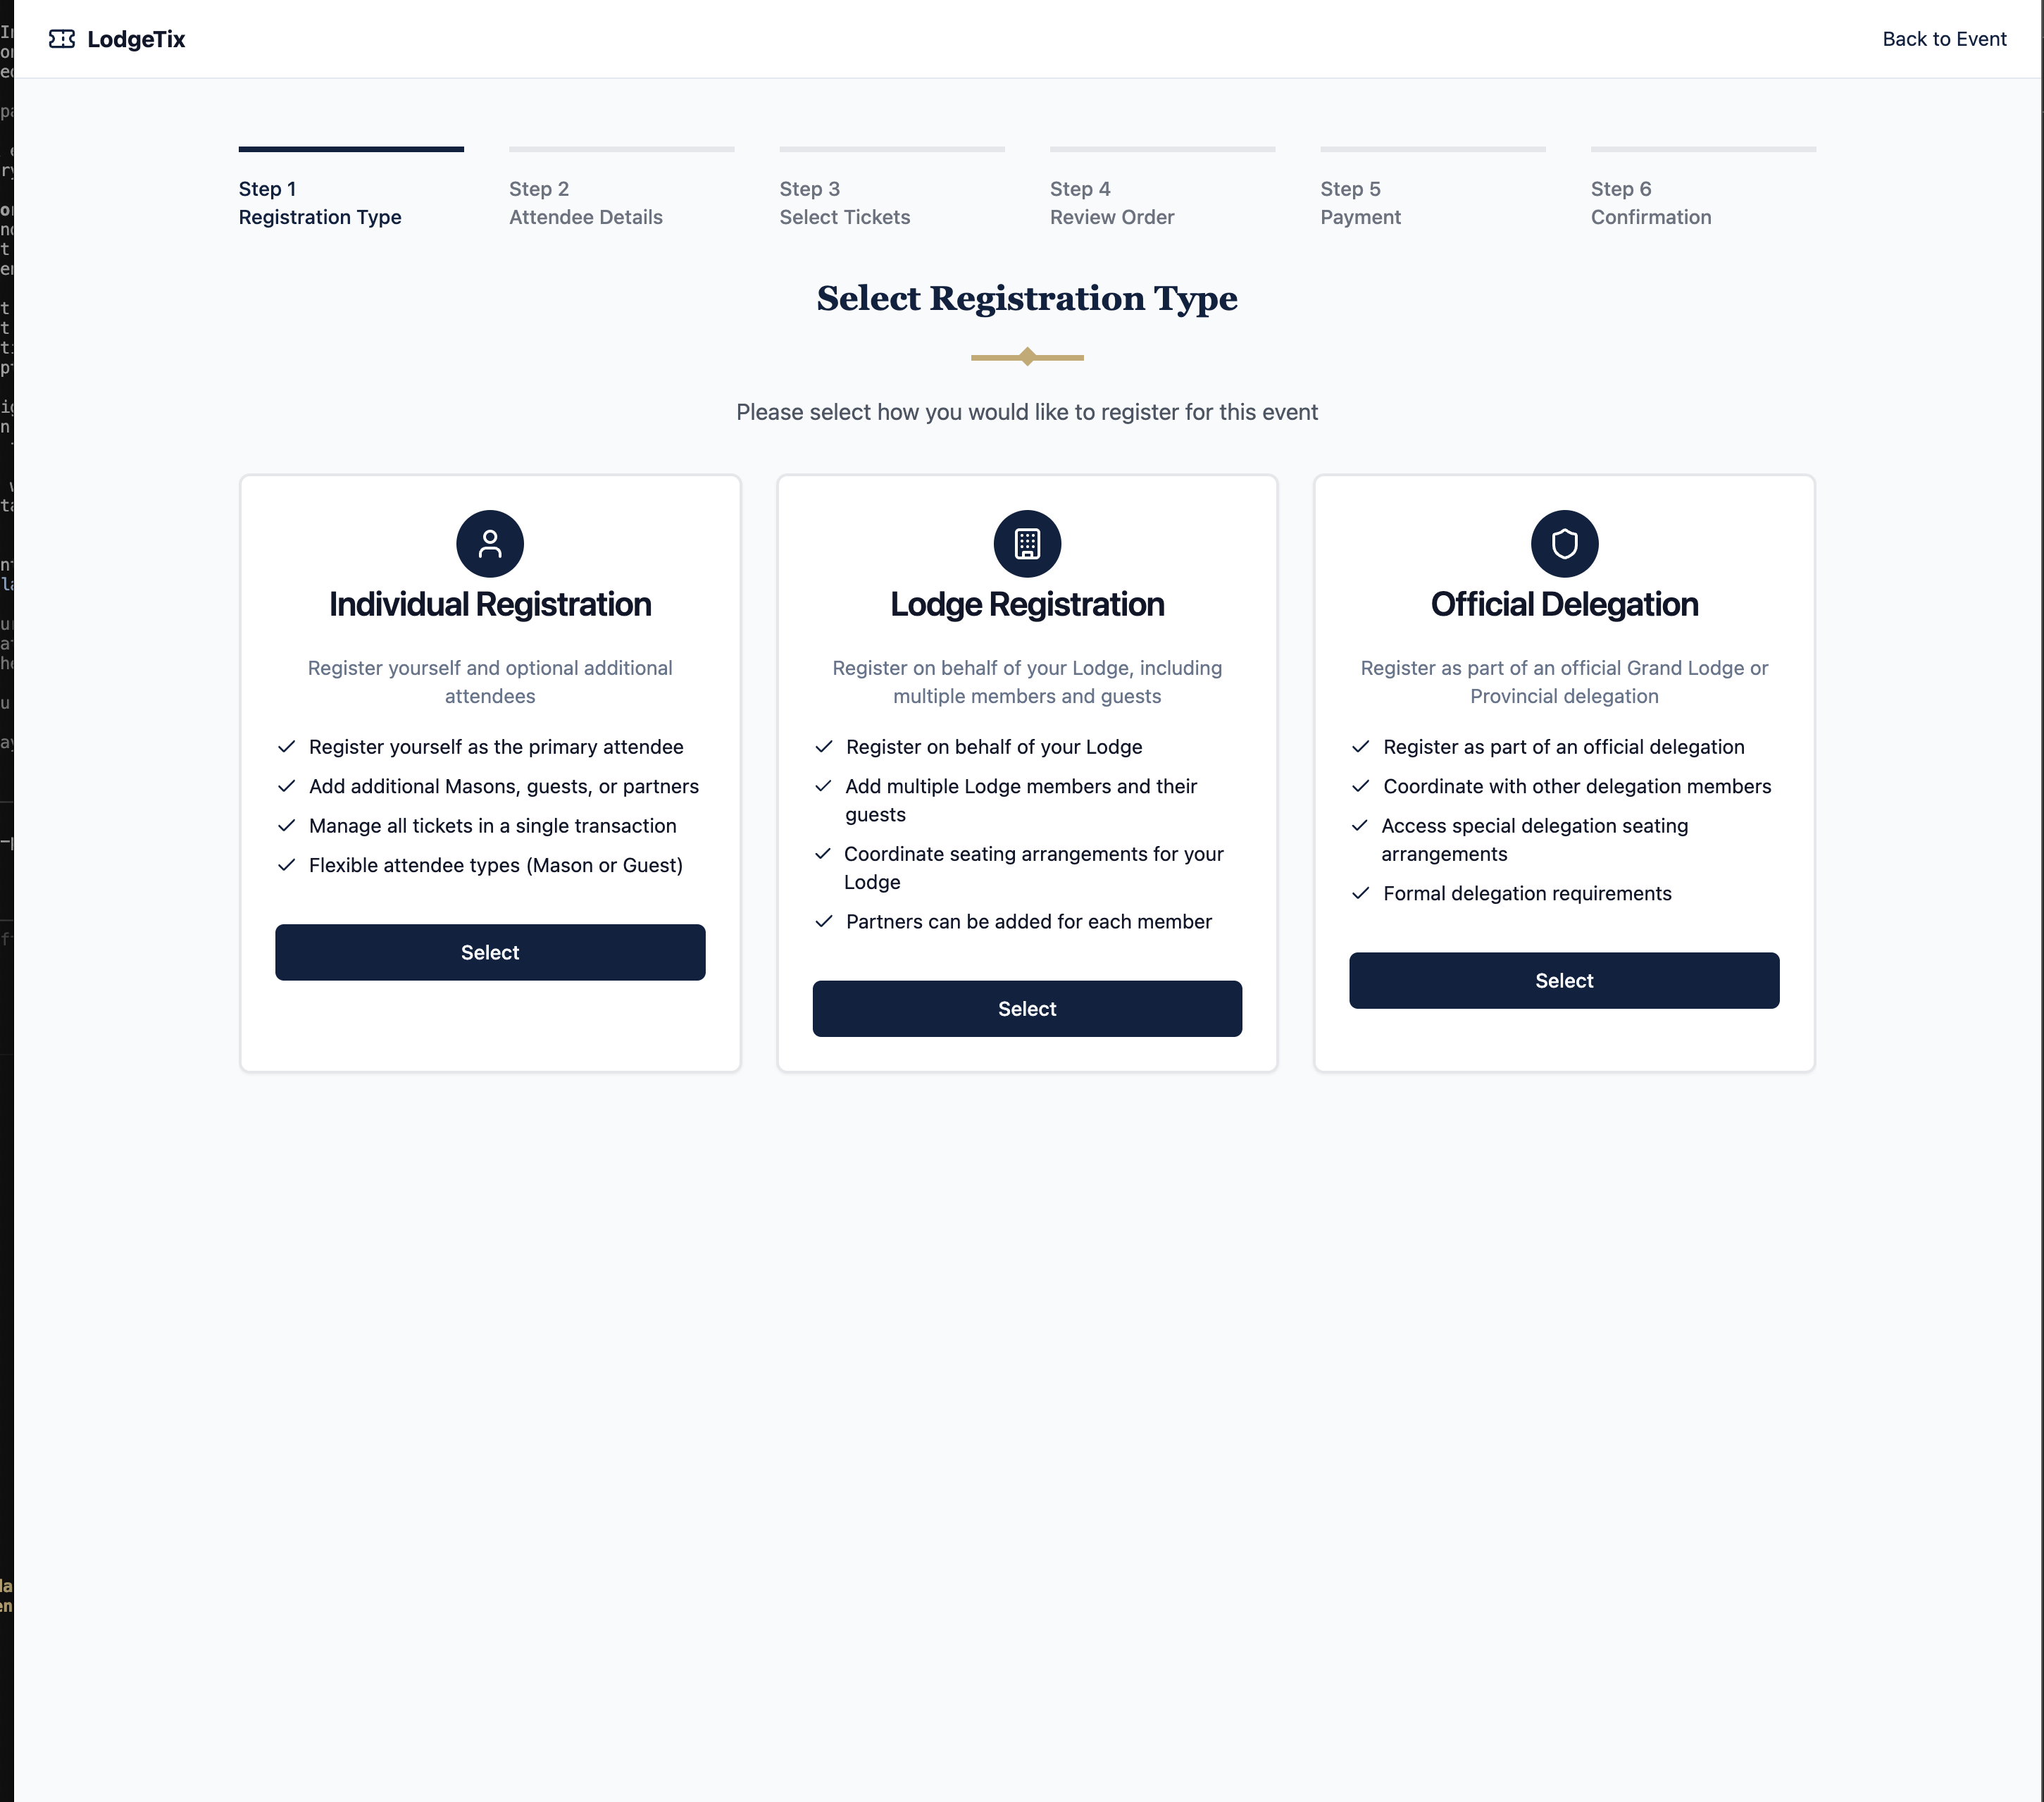 LodgeTix
Back to Event
Step 1
Registration Type
Step 2
Attendee Details
Step 3
Select Tickets
Step 4
Review Order
Step 5
Payment
Step 6
Confirmation
Select Registration Type
Please select how you would like to register for this event
Individual Registration
Register yourself and optional additional
attendees
Register yourself as the primary attendee
Add additional Masons, guests, or partners
Manage all tickets in a single transaction
Flexible attendee types (Mason or Guest)
Select
Lodge Registration
Register on behalf of your Lodge, including
multiple members and guests
Register on behalf of your Lodge
Add multiple Lodge members and their
guests
Coordinate seating arrangements for your
Lodge
Partners can be added for each member
Select
Official Delegation
Register as part of an official Grand Lodge or
Provincial delegation
Register as part of an official delegation
Coordinate with other delegation members
Access special delegation seating
arrangements
Formal delegation requirements
Select